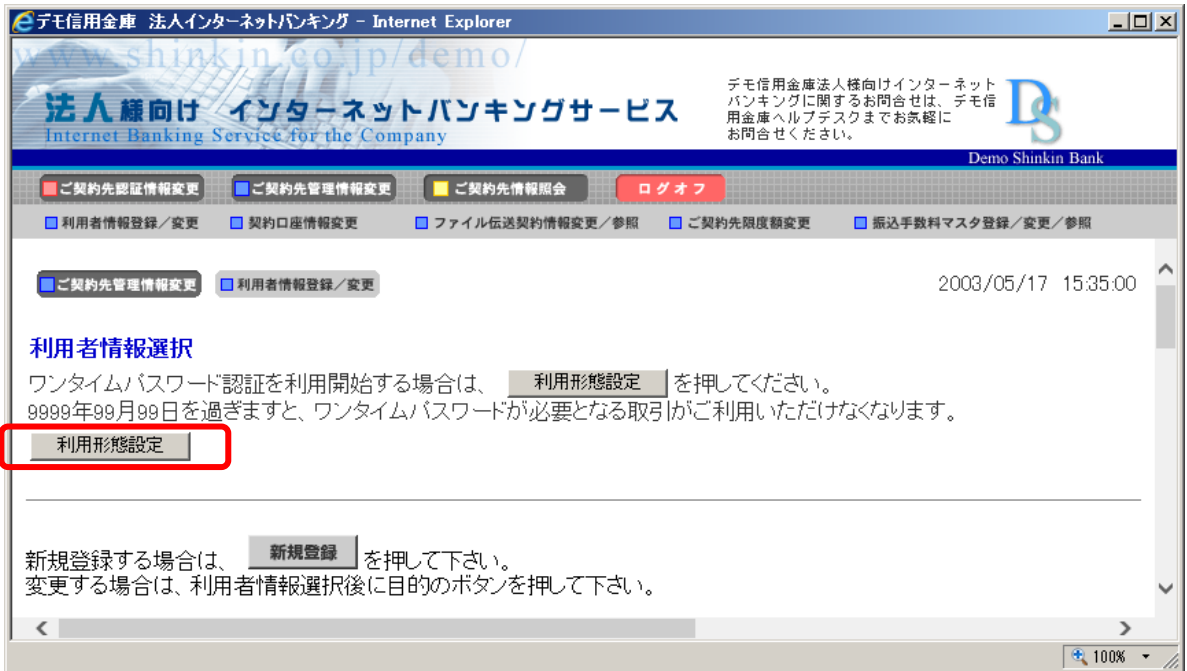 デモ信用金庫 法人インターネットバンキング - Internet Explorer
www.shinkin.co.jp/demo/
法人様向け インターネットバンキングサービス
Internet Banking Service for the Company
デモ信用金庫法人様向けインターネット
バンキングに関するお問合せは、デモ信
用金庫ヘルプデスクまでお気軽に
お問合せください。
DS
Demo Shinkin Bank
ご契約先認証情報変更 ご契約先管理情報変更 ご契約先情報照会 ログオフ
利用者情報登録／変更 契約口座情報変更 ファイル伝送契約情報変更／参照 ご契約先限度額変更 振込手数料マスタ登録／変更／参照
ご契約先管理情報変更 利用者情報登録／変更 2003/05/17 15:35:00
利用者情報選択
ワンタイムパスワード認証を利用開始する場合は、 利用形態設定 を押してください。
9999年99月99日を過ぎますと、ワンタイムパスワードが必要となる取引がご利用いただけなくなります。
利用形態設定
新規登録する場合は、 新規登録 を押して下さい。
変更する場合は、利用者情報選択後に目的のボタンを押して下さい。
100%